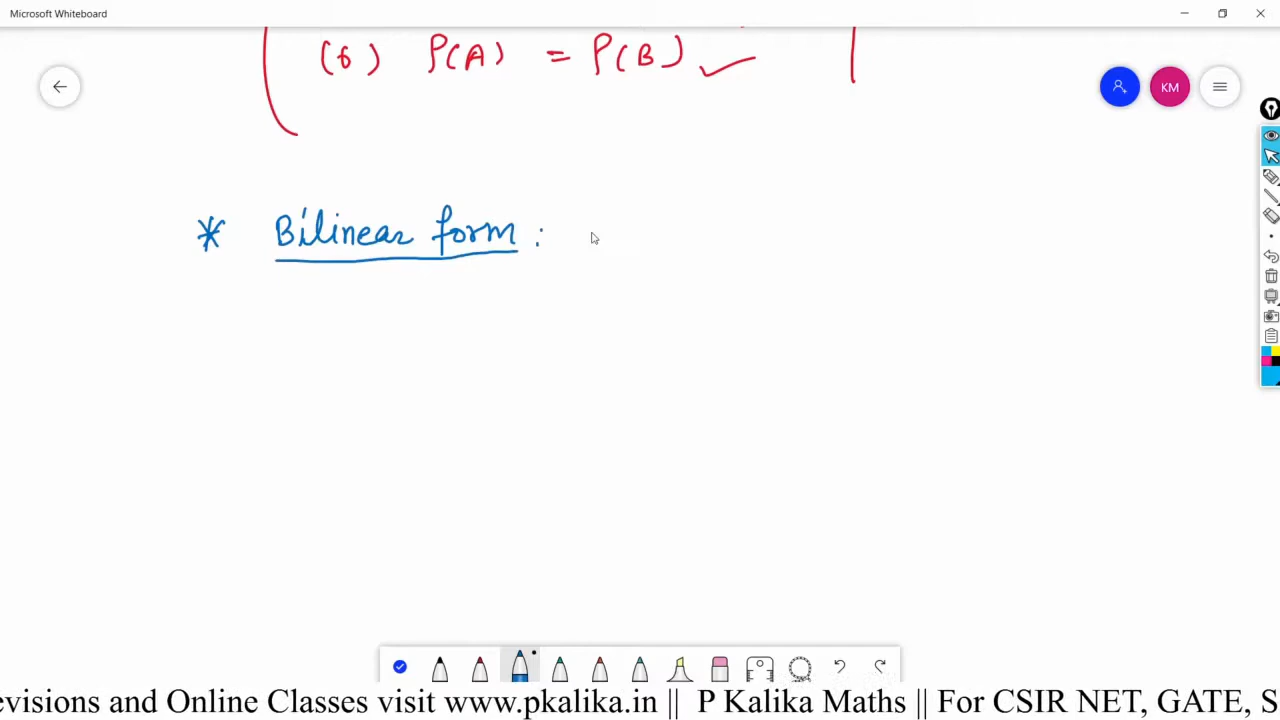 Microsoft Whiteboard
(6) ρ(A) = ρ(B) ✓
KM
* Bilinear form :
evisions and Online Classes visit www.pkalika.in || P Kalika Maths || For CSIR NET, GATE, S